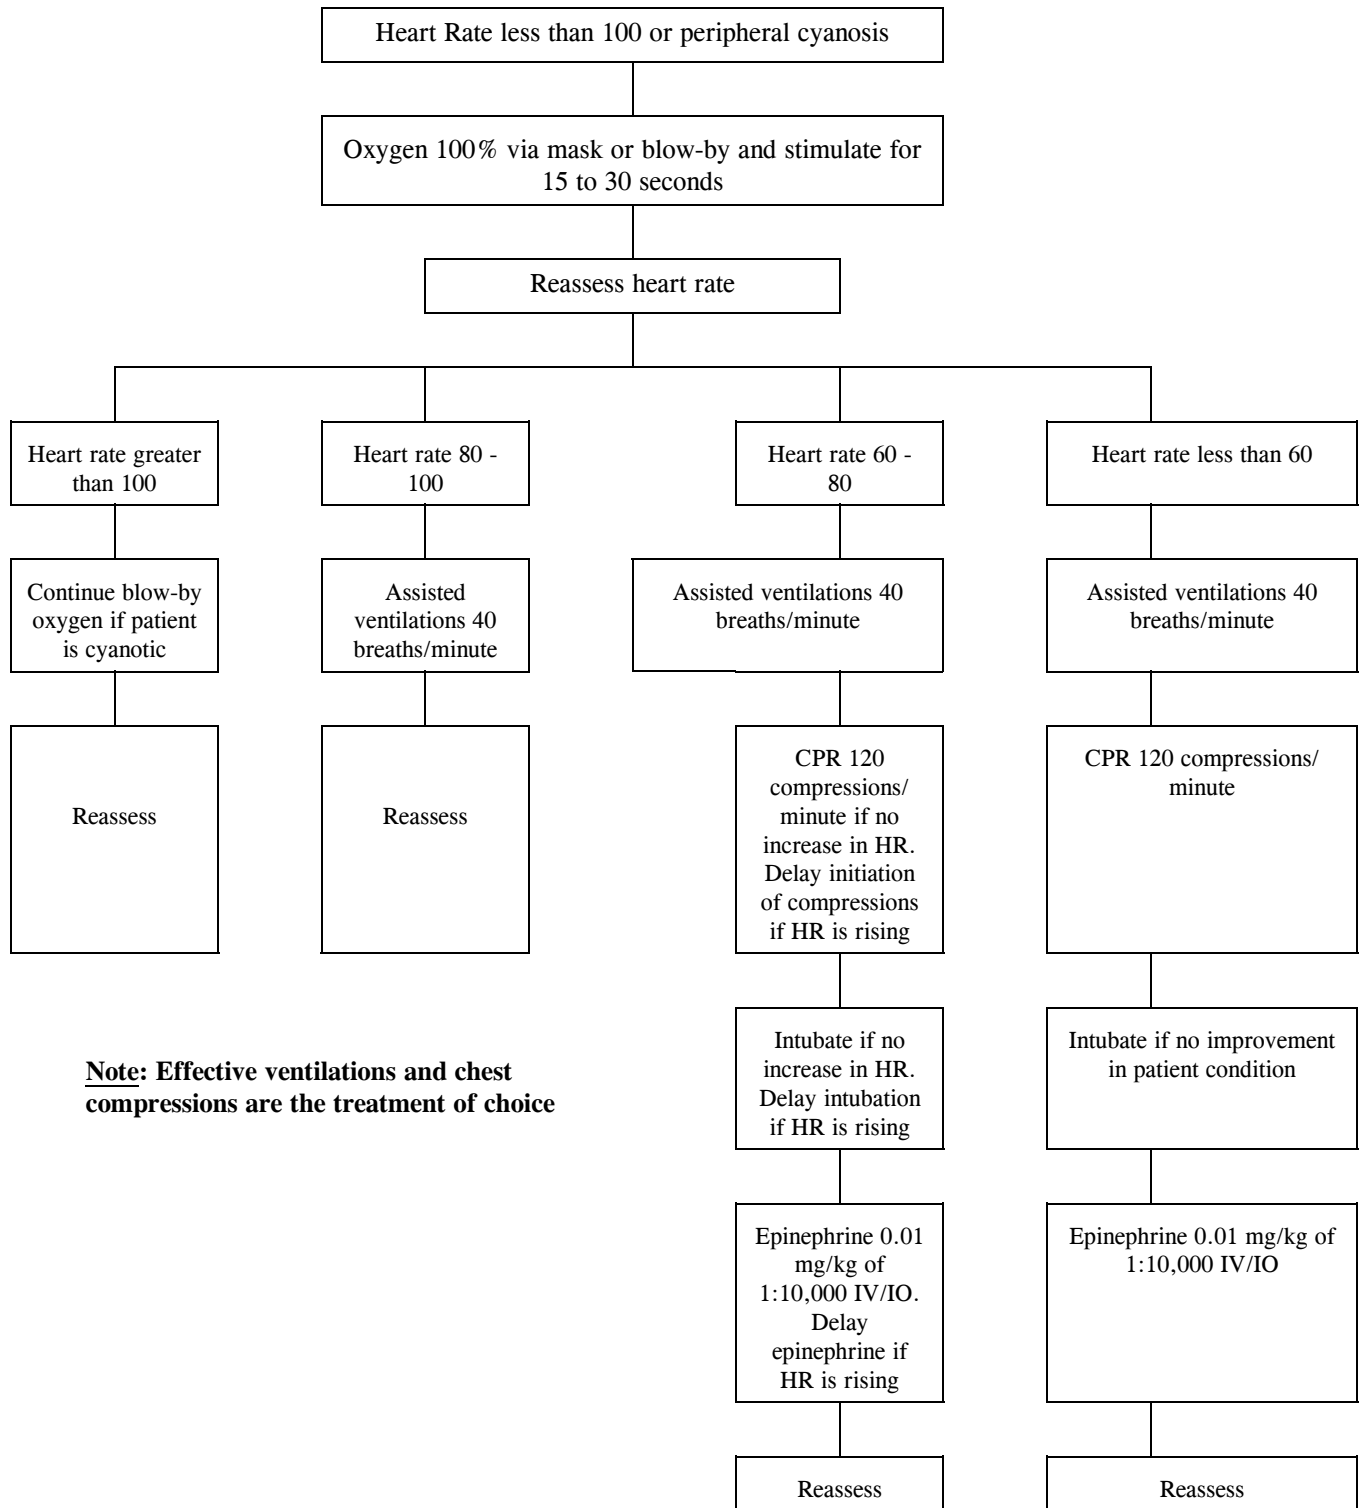 Heart Rate less than 100 or peripheral cyanosis
Oxygen 100% via mask or blow-by and stimulate for
15 to 30 seconds
Reassess heart rate
Heart rate greater
than 100
Heart rate 80 -
100
Heart rate 60 -
80
Heart rate less than 60
Continue blow-by
oxygen if patient
is cyanotic
Assisted
ventilations 40
breaths/minute
Assisted ventilations 40
breaths/minute
Assisted ventilations 40
breaths/minute
Reassess
Reassess
CPR 120
compressions/
minute if no
increase in HR.
Delay initiation
of compressions
if HR is rising
CPR 120 compressions/
minute
Note: Effective ventilations and chest
compressions are the treatment of choice
Intubate if no
increase in HR.
Delay intubation
if HR is rising
Intubate if no improvement
in patient condition
Epinephrine 0.01
mg/kg of
1:10,000 IV/IO.
Delay
epinephrine if
HR is rising
Epinephrine 0.01 mg/kg of
1:10,000 IV/IO
Reassess
Reassess